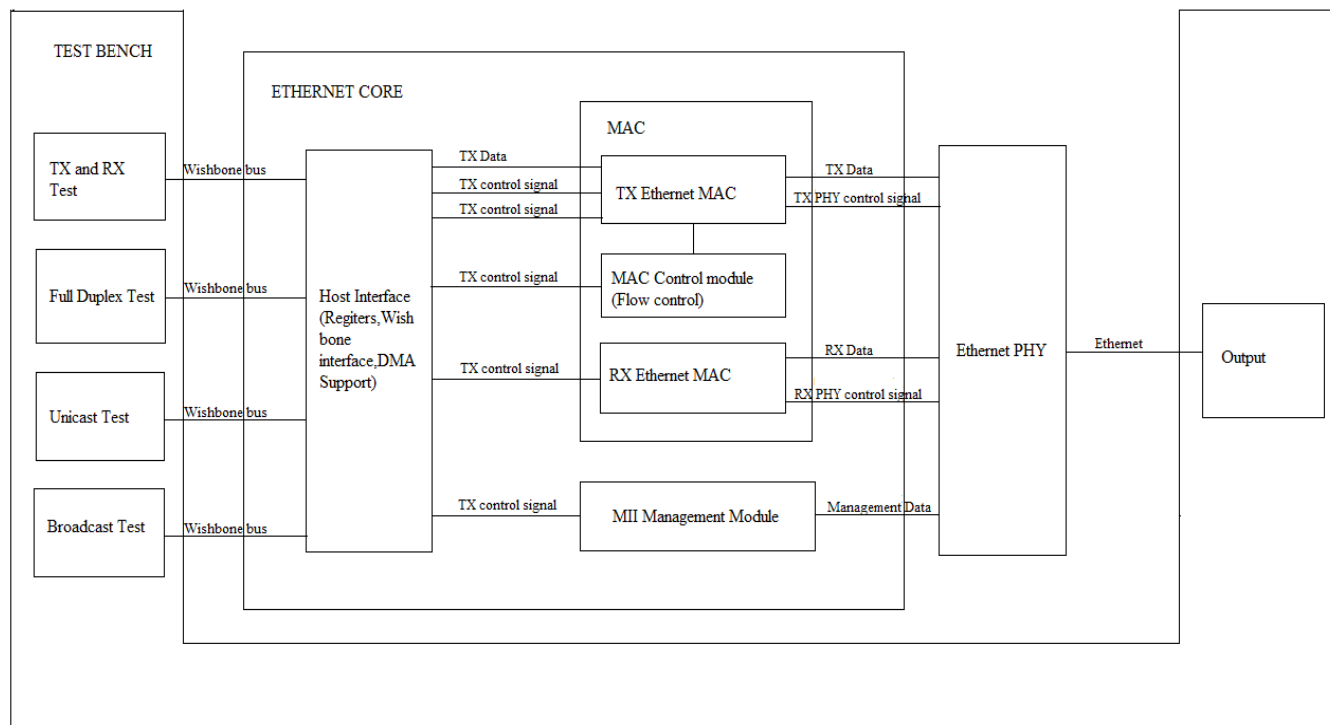 TEST BENCH
ETHERNET CORE
MAC
TX and RX
Test
Wishbone bus
Full Duplex Test
Wishbone bus
Unicast Test
Wishbone bus
Broadcast Test
Wishbone bus
Host Interface
(Regiters,Wish
bone
interface,DMA
Support)
TX Data
TX control signal
TX control signal
TX control signal
TX control signal
TX control signal
TX Ethernet MAC
MAC Control module
(Flow control)
RX Ethernet MAC
MII Management Module
TX Data
TX PHY control signal
RX Data
RX PHY control signal
Management Data
Ethernet PHY
Ethernet
Output